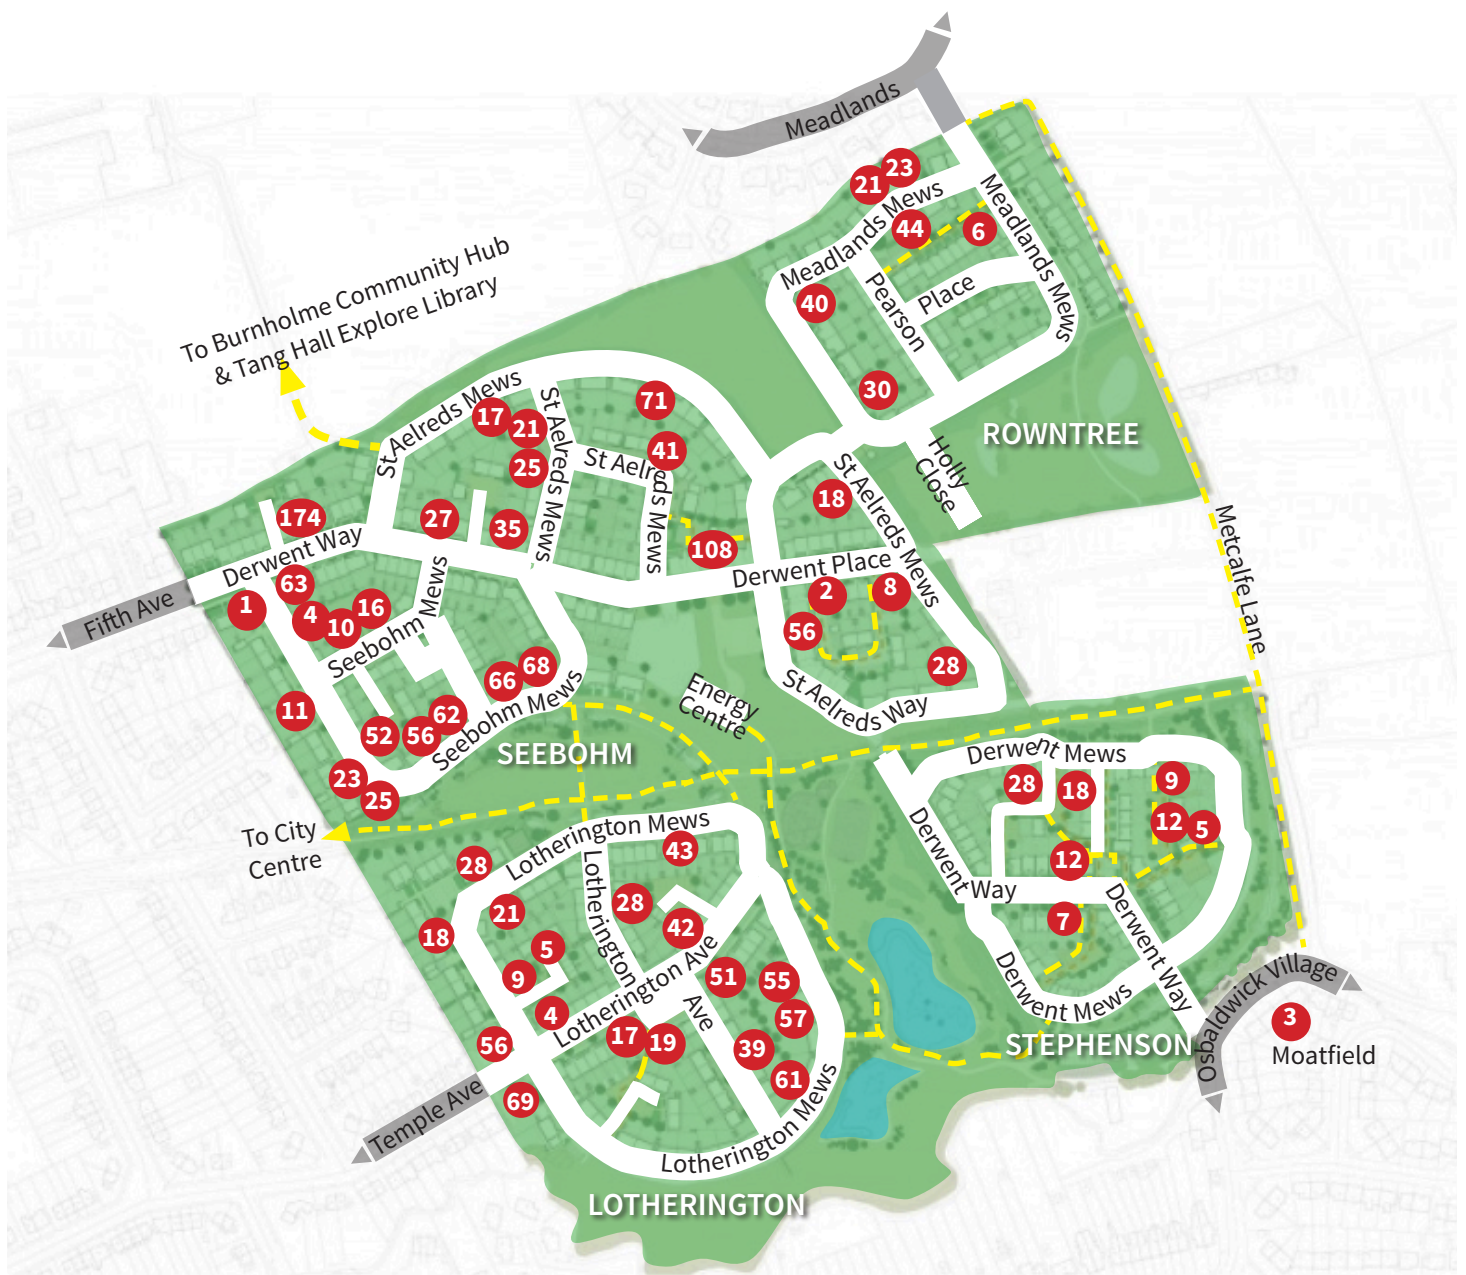 Meadlands
23
21
Meadlands Mews
44
6
Meadlands Mews
40
Pearson
Place
30
ROWNTREE
Holly
Close
To Burnholme Community Hub
& Tang Hall Explore Library
St Aelreds Mews
17
21
25
St Aelreds Mews
71
41
St Aelreds Mews
174
27
35
108
18
St Aelreds Mews
Derwent Way
Derwent Place
Fifth Ave
63
1
4
10
16
Seebohm Mews
2
8
56
28
St Aelreds Way
Metcalfe Lane
11
66
68
62
52
56
Seebohm Mews
23
25
SEEBOHM
Energy
Centre
To City
Centre
Derwent Mews
28
18
9
12
5
12
Derwent Way
7
Derwent Way
Derwent Mews
STEPHENSON
Osbaldwick Village
3
Moatfield
Lotherington Mews
28
43
21
28
18
42
5
9
Lotherington Ave
4
Lotherington Ave
51
55
57
17
19
39
56
61
69
Temple Ave
Lotherington Mews
LOTHERINGTON